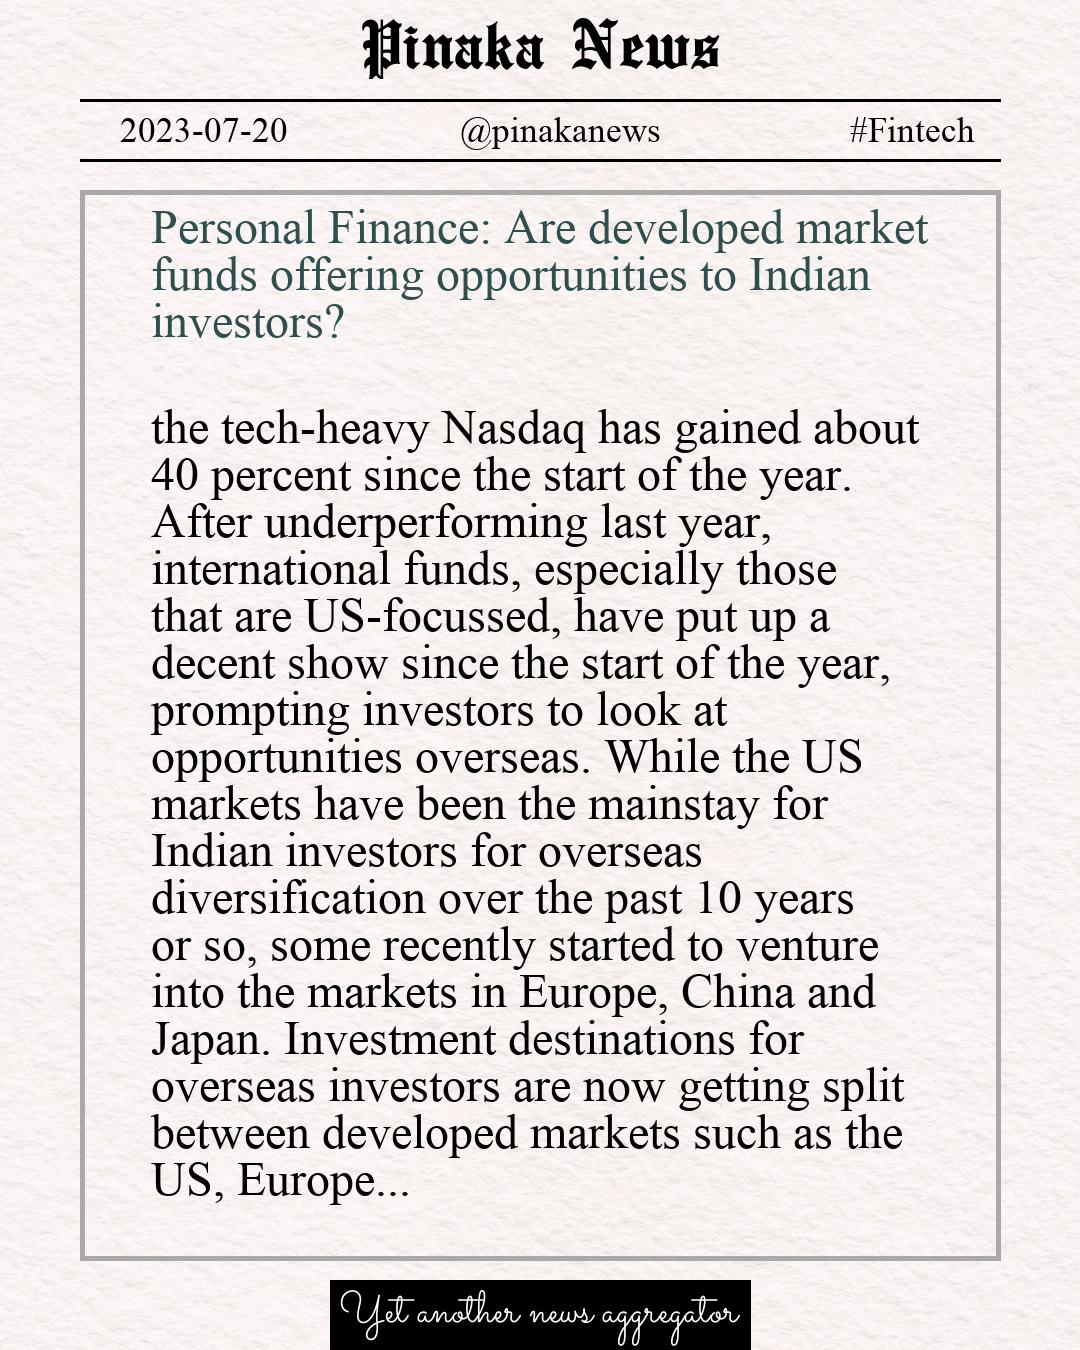 Pinaka News
2023-07-20 @pinakanews #Fintech
Personal Finance: Are developed market
funds offering opportunities to Indian
investors?
the tech-heavy Nasdaq has gained about
40 percent since the start of the year.
After underperforming last year,
international funds, especially those
that are US-focussed, have put up a
decent show since the start of the year,
prompting investors to look at
opportunities overseas. While the US
markets have been the mainstay for
Indian investors for overseas
diversification over the past 10 years
or so, some recently started to venture
into the markets in Europe, China and
Japan. Investment destinations for
overseas investors are now getting split
between developed markets such as the
US, Europe...
Yet another news aggregator